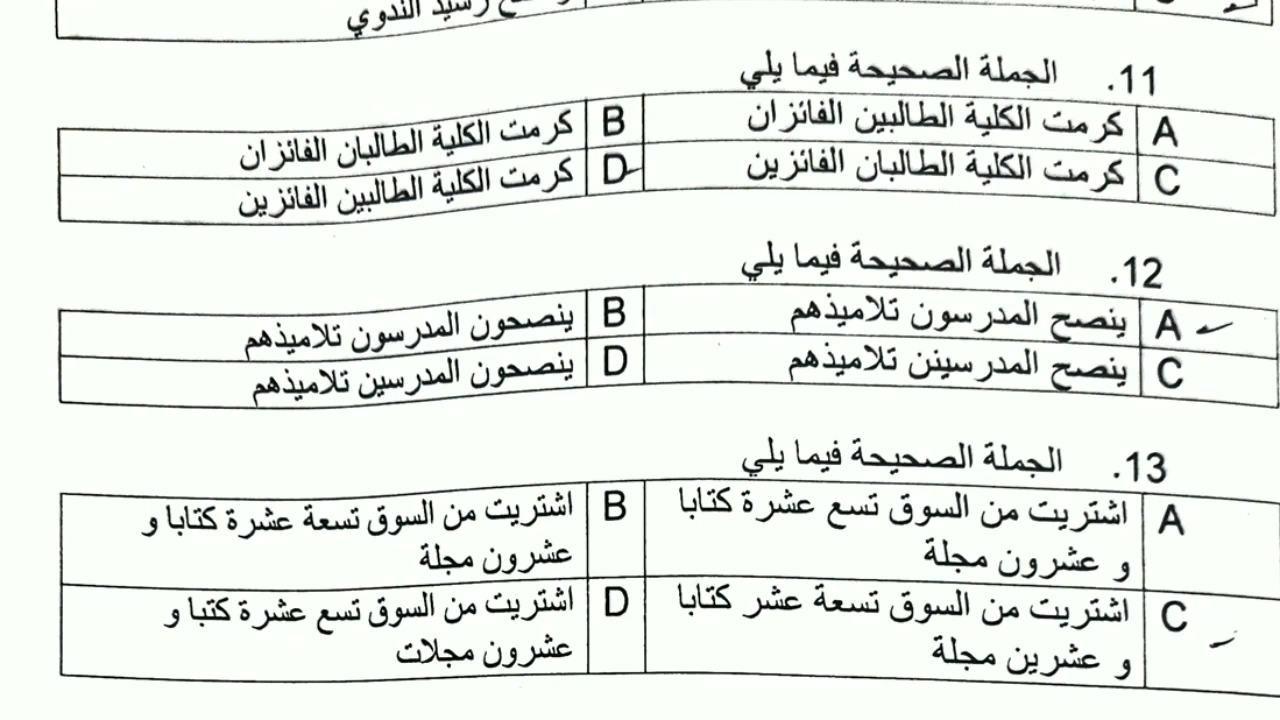 رشيد الندوي
11. الجملة الصحيحة فيما يلي
A كرمت الكلية الطالبين الفائزان B كرمت الكلية الطالبان الفائزان
C كرمت الكلية الطالبان الفائزين D كرمت الكلية الطالبين الفائزين
12. الجملة الصحيحة فيما يلي
A ينصح المدرسون تلاميذهم B ينصحون المدرسون تلاميذهم
C ينصح المدرسينن تلاميذهم D ينصحون المدرسين تلاميذهم
13. الجملة الصحيحة فيما يلي
A اشتريت من السوق تسع عشرة كتابا
و عشرون مجلة
B اشتريت من السوق تسعة عشرة كتابا و
عشرون مجلة
C اشتريت من السوق تسعة عشر كتابا
و عشرين مجلة
D اشتريت من السوق تسع عشرة كتبا و
عشرون مجلات